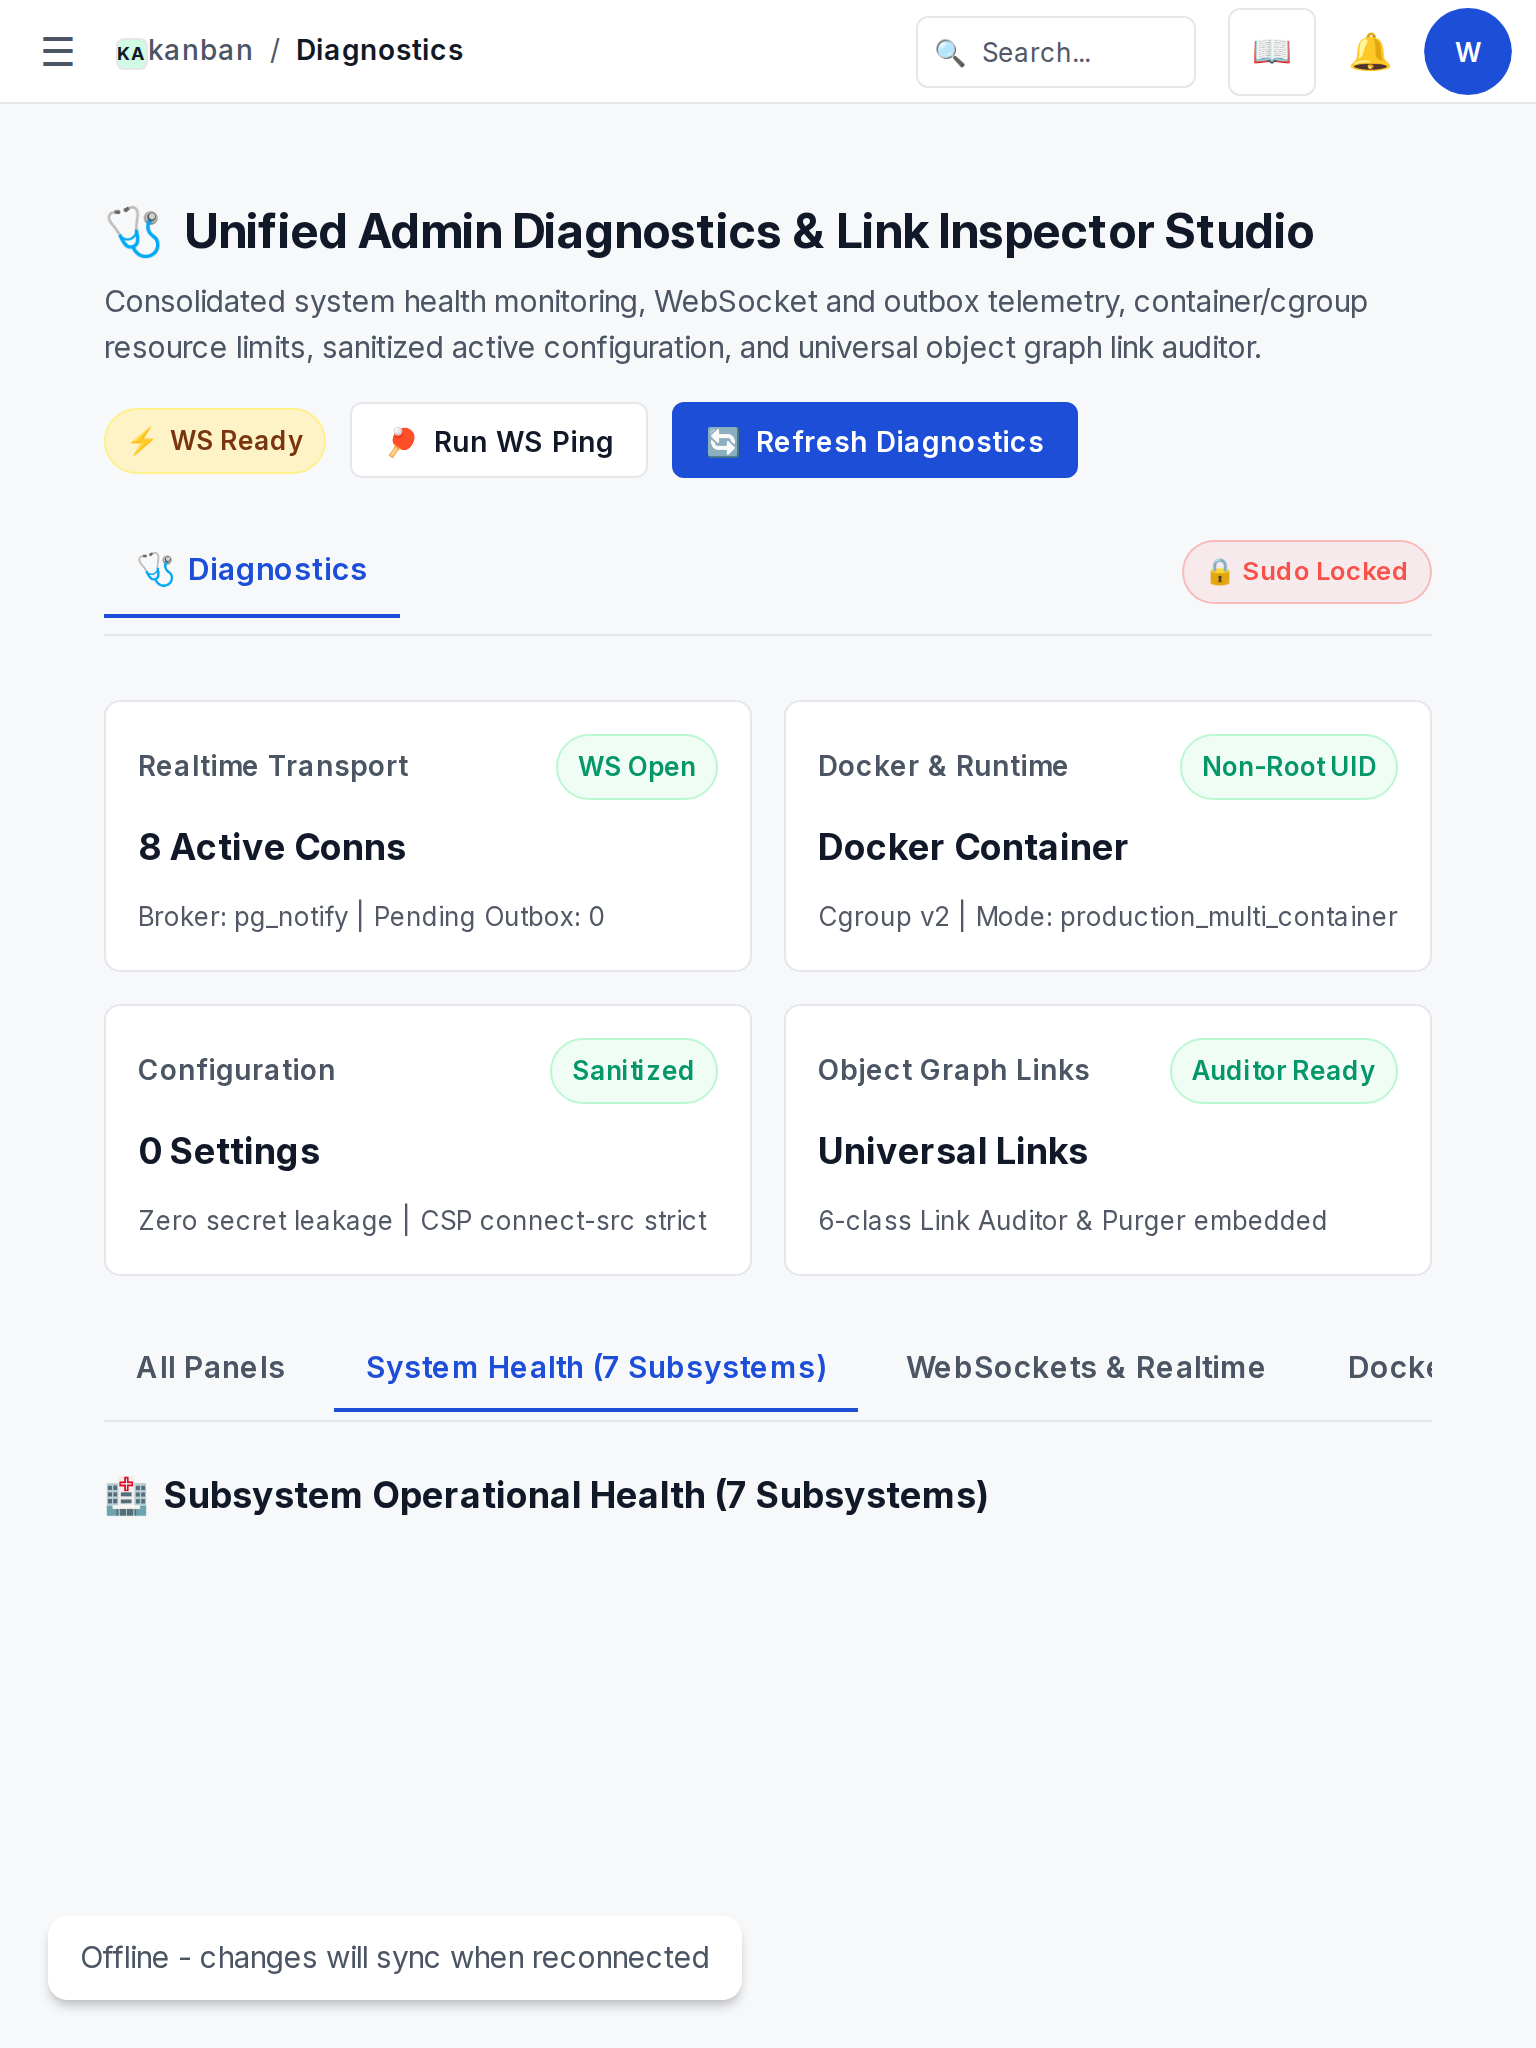 KA kanban / Diagnostics
Search...
W
Unified Admin Diagnostics & Link Inspector Studio
Consolidated system health monitoring, WebSocket and outbox telemetry, container/cgroup
resource limits, sanitized active configuration, and universal object graph link auditor.
WS Ready
Run WS Ping
Refresh Diagnostics
Diagnostics
Sudo Locked
Realtime Transport
WS Open
8 Active Conns
Broker: pg_notify | Pending Outbox: 0
Docker & Runtime
Non-Root UID
Docker Container
Cgroup v2 | Mode: production_multi_container
Configuration
Sanitized
0 Settings
Zero secret leakage | CSP connect-src strict
Object Graph Links
Auditor Ready
Universal Links
6-class Link Auditor & Purger embedded
All Panels
System Health (7 Subsystems)
WebSockets & Realtime
Docke
Subsystem Operational Health (7 Subsystems)
Offline - changes will sync when reconnected